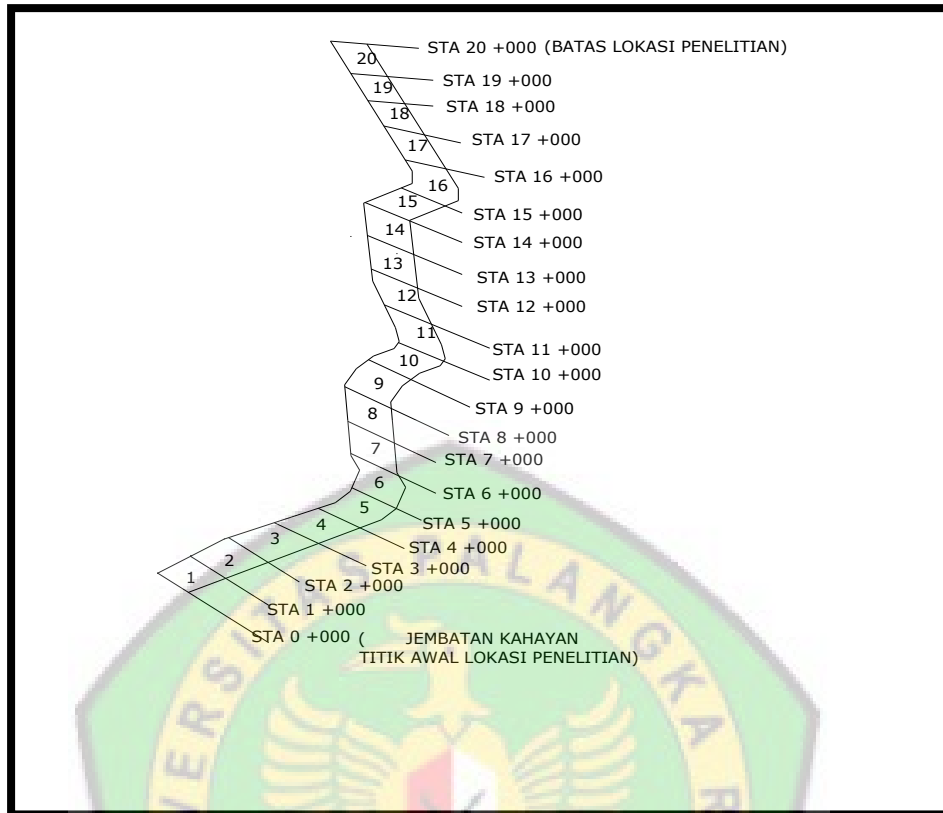 STA 20 +000 (BATAS LOKASI PENELITIAN)
20
STA 19 +000
19
STA 18 +000
18
STA 17 +000
17
STA 16 +000
16
15
STA 15 +000
14
STA 14 +000
13
STA 13 +000
12
STA 12 +000
11
STA 11 +000
10
STA 10 +000
9
STA 9 +000
8
STA 8 +000
7
STA 7 +000
6
STA 6 +000
5
STA 5 +000
4
3
STA 4 +000
2
STA 3 +000
1
STA 2 +000
STA 1 +000
STA 0 +000 ( JEMBATAN KAHAYAN
TITIK AWAL LOKASI PENELITIAN)
NIVERSITAS PALANGKA R